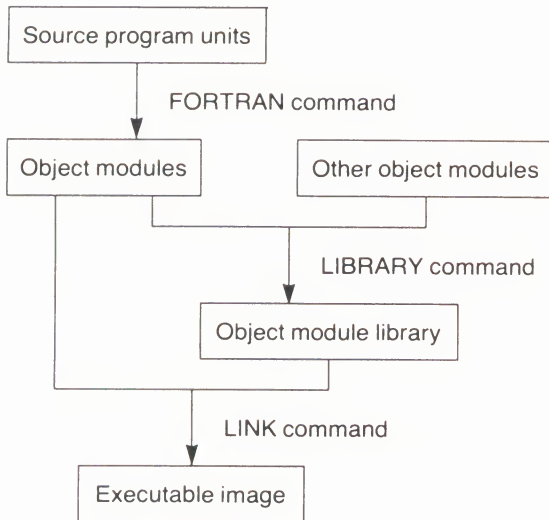 Source program units
FORTRAN command
Object modules
Other object modules
LIBRARY command
Object module library
LINK command
Executable image